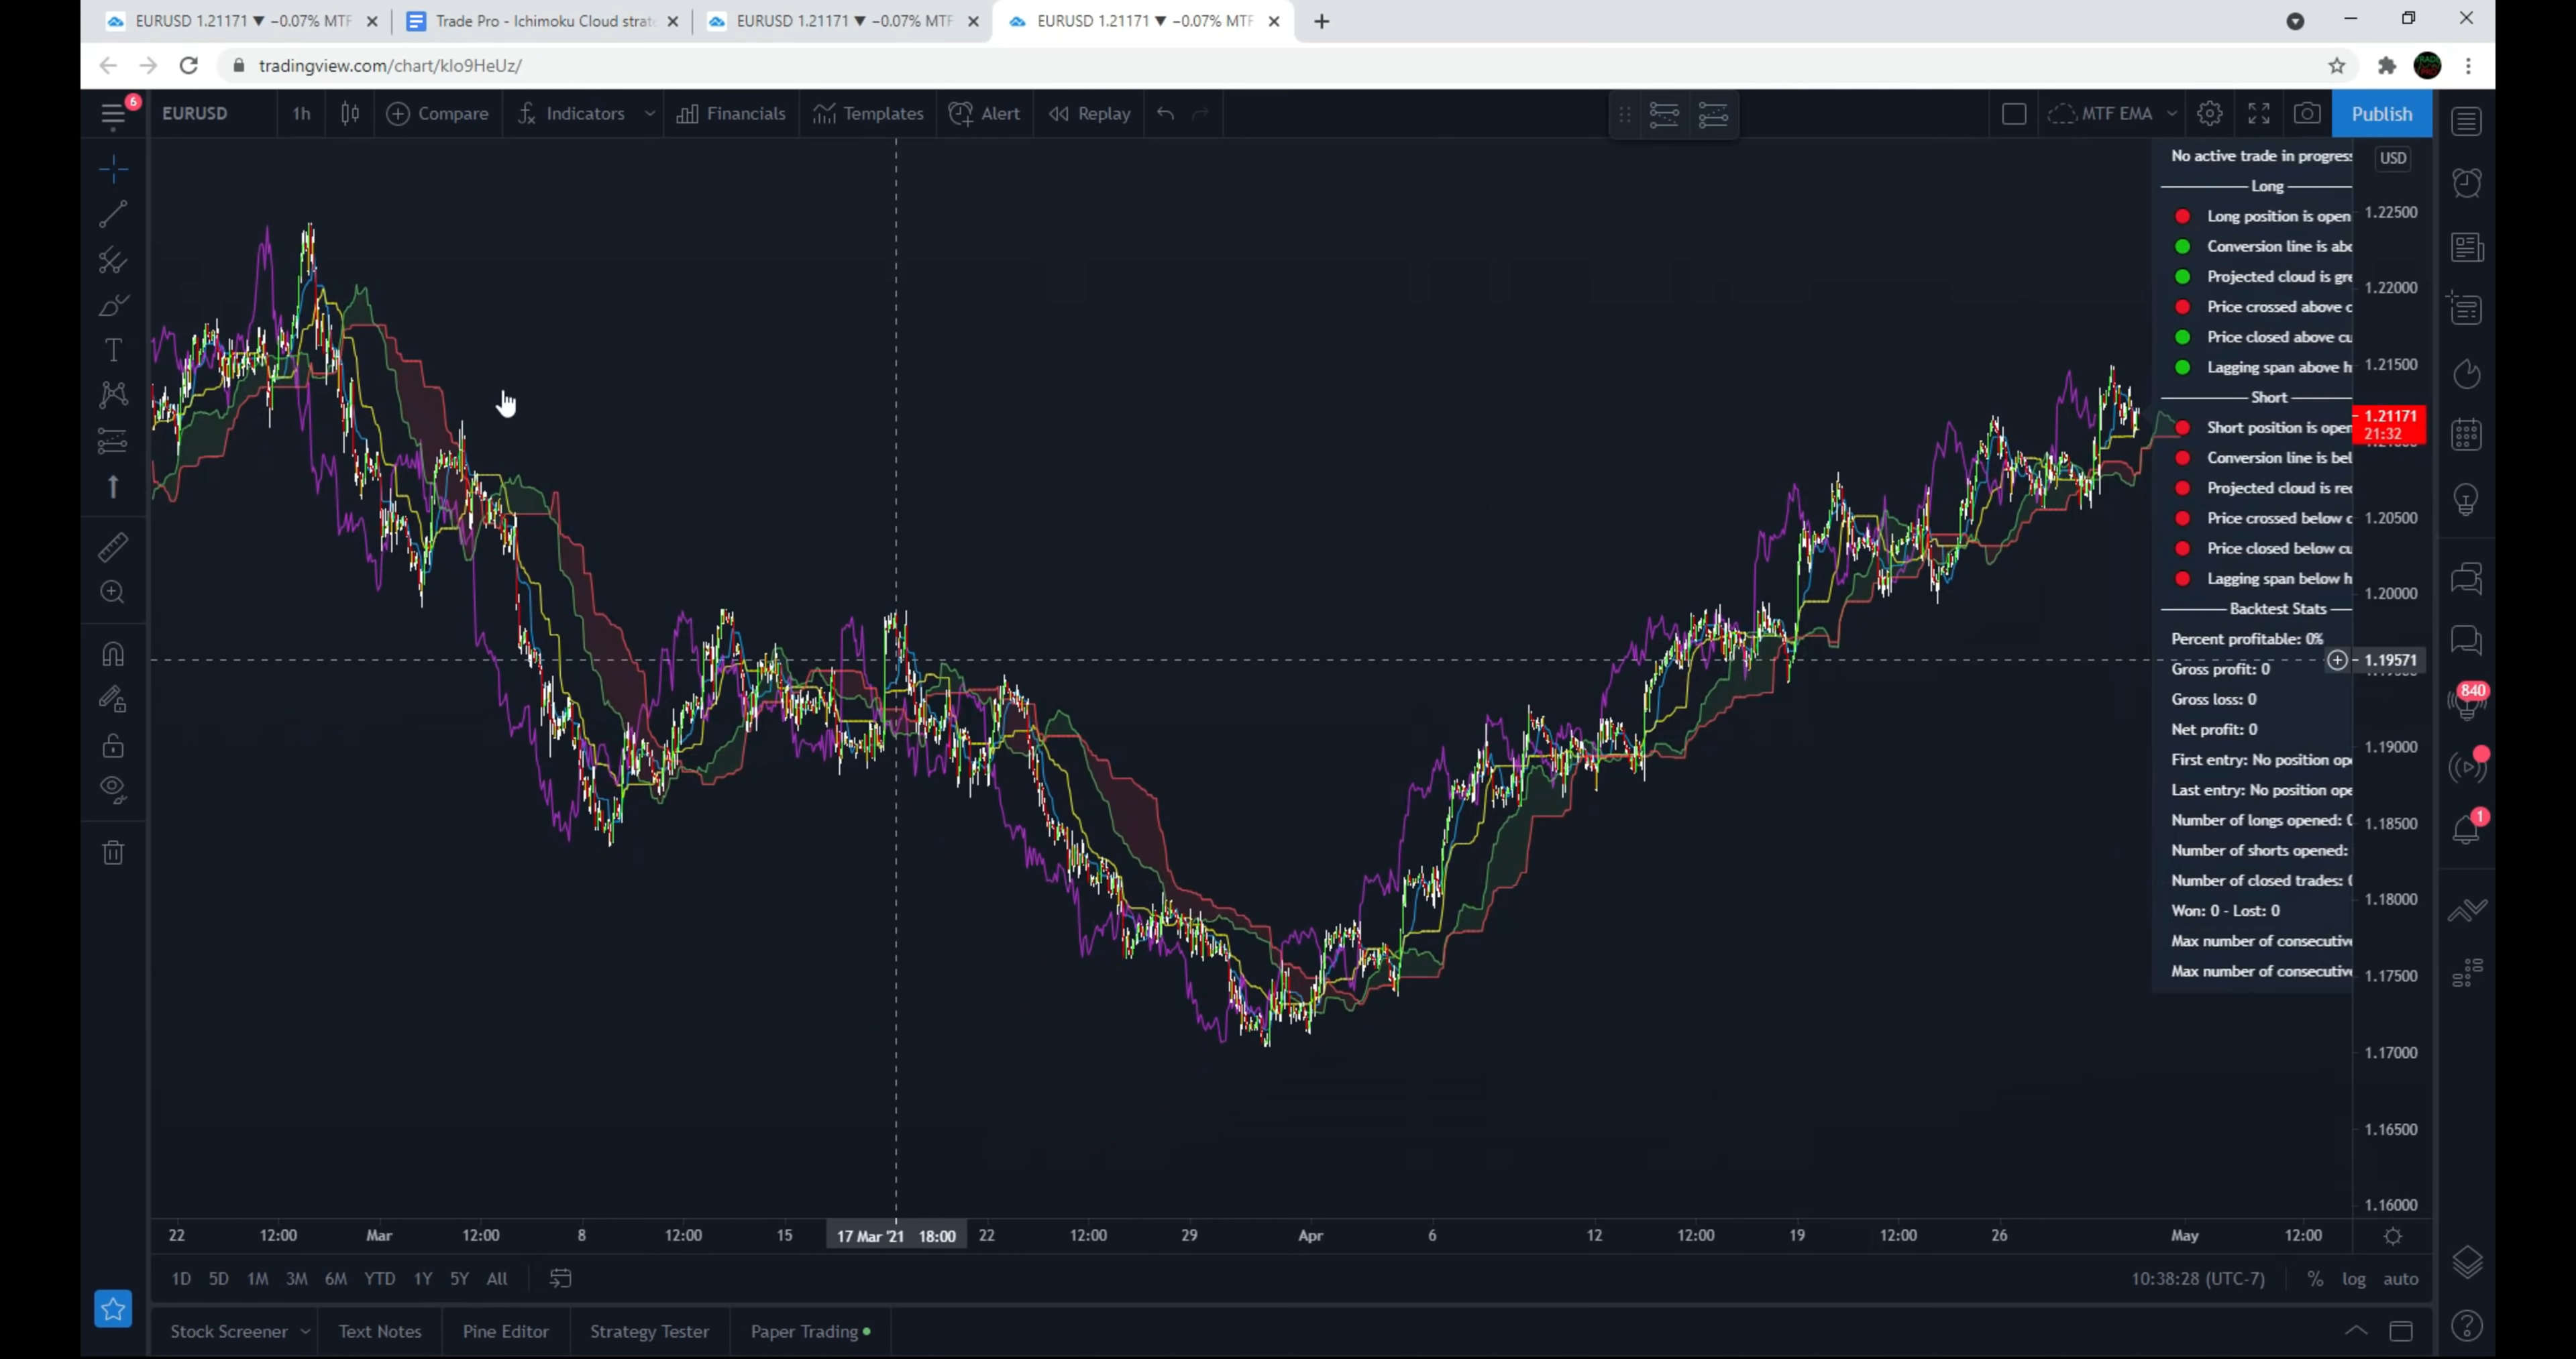 EURUSD 1.21171 ▼ −0.07% MTF
Trade Pro - Ichimoku Cloud strate
EURUSD 1.21171 ▼ −0.07% MTF
EURUSD 1.21171 ▼ −0.07% MTF
tradingview.com/chart/klo9HeUz/
6
EURUSD
1h
Compare
Indicators
Financials
Templates
Alert
Replay
MTF EMA
Publish
No active trade in progress
USD
Long
Long position is open
Conversion line is abo
Projected cloud is gre
Price crossed above c
Price closed above cu
Lagging span above h
Short
Short position is open
Conversion line is bel
Projected cloud is red
Price crossed below c
Price closed below cu
Lagging span below h
Backtest Stats
Percent profitable: 0%
Gross profit: 0
Gross loss: 0
Net profit: 0
First entry: No position ope
Last entry: No position ope
Number of longs opened: 0
Number of shorts opened:
Number of closed trades: 0
Won: 0 - Lost: 0
Max number of consecutive
Max number of consecutive
1.22500
1.22000
1.21500
1.21171
21:32
1.20500
1.20000
1.19571
1.19000
1.18500
1.18000
1.17500
1.17000
1.16500
1.16000
840
1
22
12:00
Mar
12:00
8
12:00
15
17 Mar '21 18:00
22
12:00
29
Apr
6
12
12:00
19
12:00
26
May
12:00
1D
5D
1M
3M
6M
YTD
1Y
5Y
All
10:38:28 (UTC-7)
%
log
auto
Stock Screener
Text Notes
Pine Editor
Strategy Tester
Paper Trading